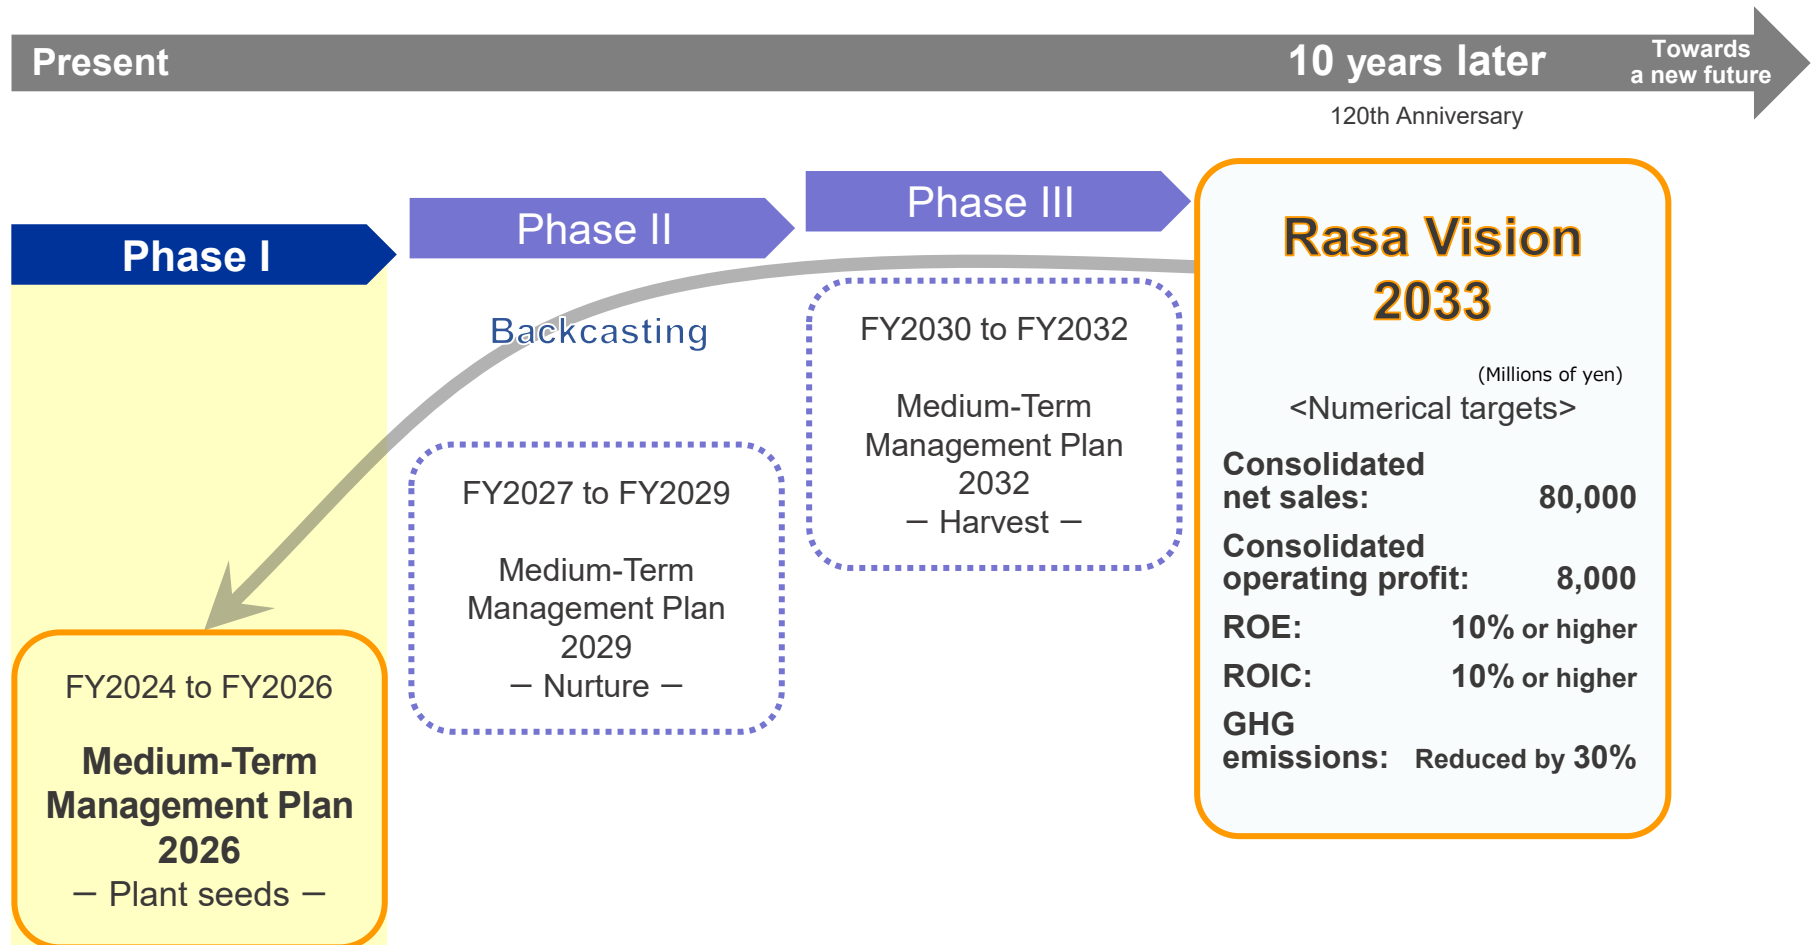 Present
10 years later
Towards
a new future
120th Anniversary
Phase I
Phase II
Phase III
Backcasting
FY2024 to FY2026
Medium-Term
Management Plan
2026
— Plant seeds —
FY2027 to FY2029
Medium-Term
Management Plan
2029
— Nurture —
FY2030 to FY2032
Medium-Term
Management Plan
2032
— Harvest —
Rasa Vision
2033
(Millions of yen)
<Numerical targets>
Consolidated
net sales: 80,000
Consolidated
operating profit: 8,000
ROE: 10% or higher
ROIC: 10% or higher
GHG
emissions: Reduced by 30%